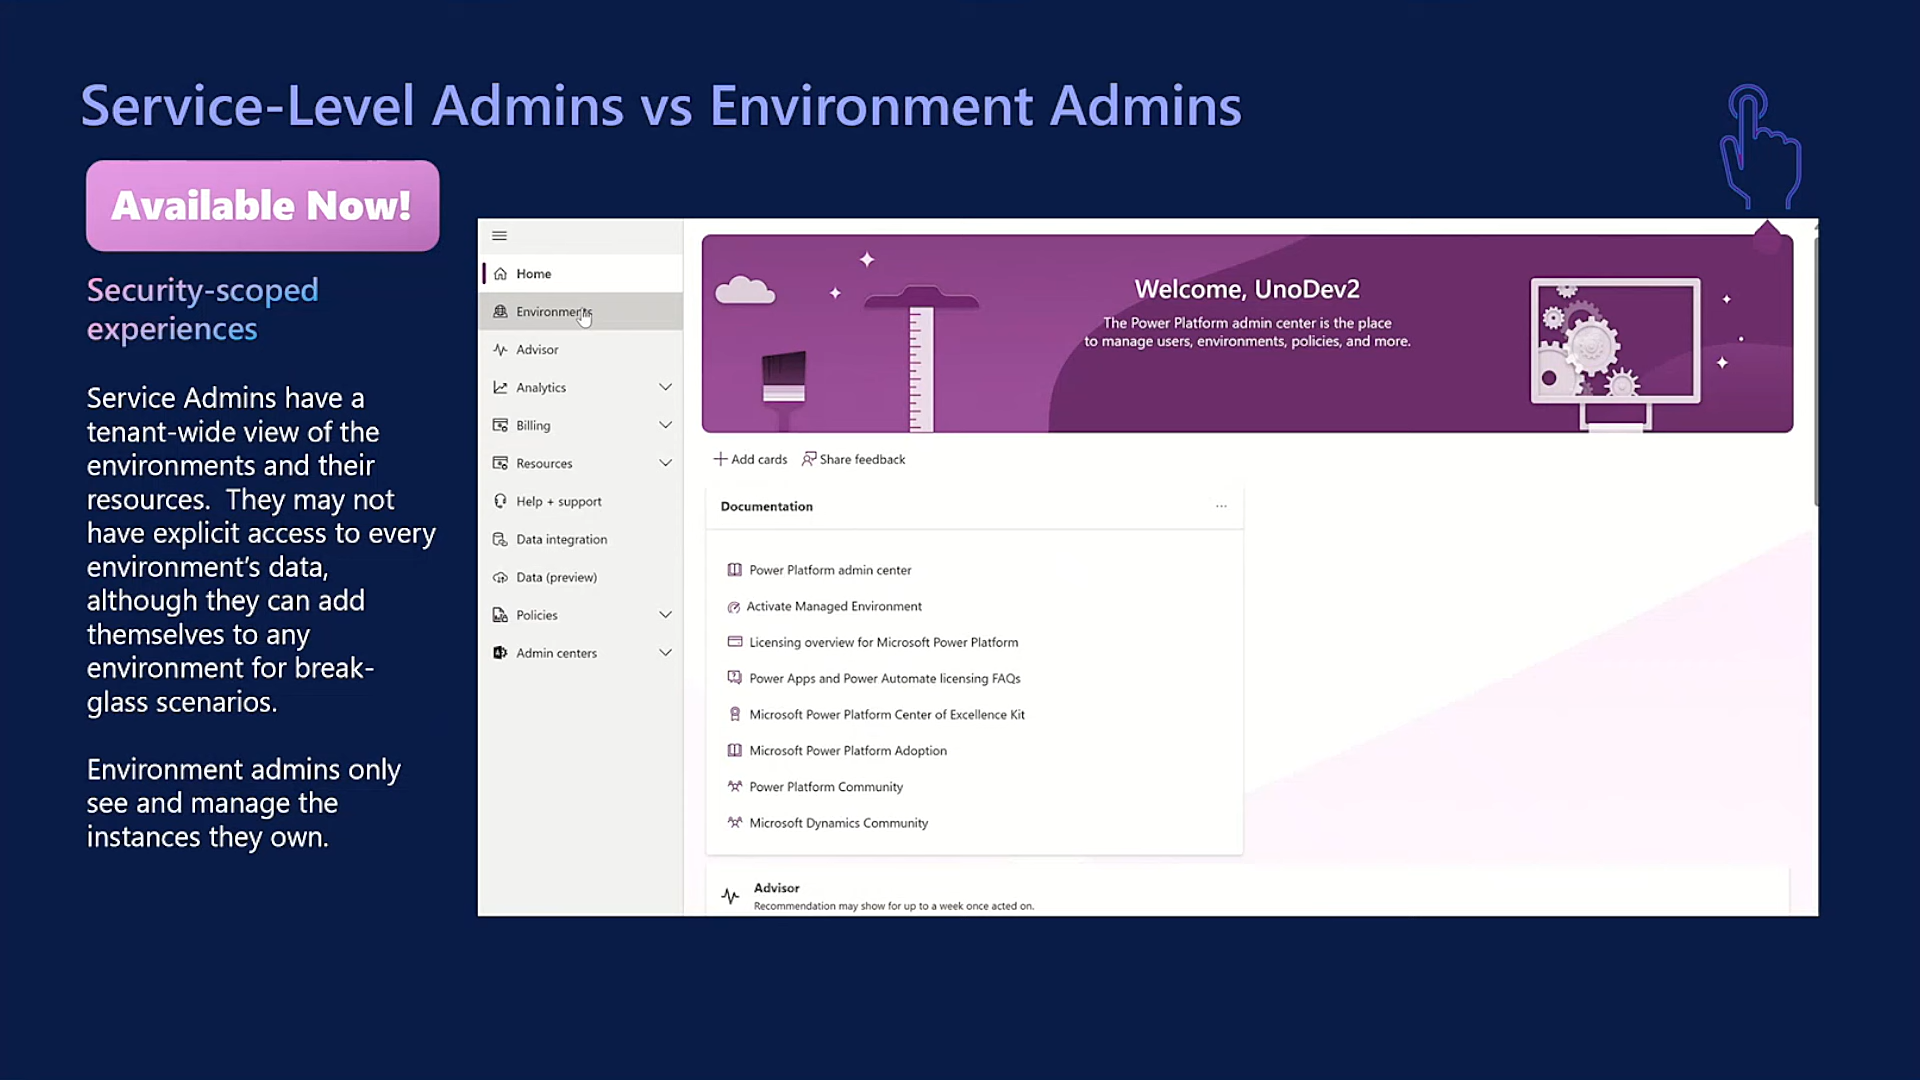 Service-Level Admins vs Environment Admins
Available Now!
Security-scoped
experiences
Service Admins have a
tenant-wide view of the
environments and their
resources.  They may not
have explicit access to every
environment's data,
although they can add
themselves to any
environment for break-
glass scenarios.
Environment admins only
see and manage the
instances they own.
Home
Environments
Advisor
Analytics
Billing
Resources
Help + support
Data integration
Data (preview)
Policies
Admin centers
Welcome, UnoDev2
The Power Platform admin center is the place
to manage users, environments, policies, and more.
Add cards
Share feedback
Documentation
Power Platform admin center
Activate Managed Environment
Licensing overview for Microsoft Power Platform
Power Apps and Power Automate licensing FAQs
Microsoft Power Platform Center of Excellence Kit
Microsoft Power Platform Adoption
Power Platform Community
Microsoft Dynamics Community
Advisor
Recommendation may show for up to a week once acted on.